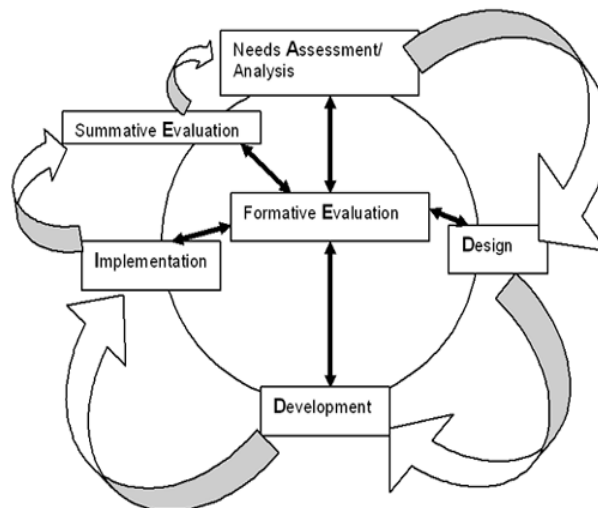 Needs Assessment/
Analysis
Summative Evaluation
Formative Evaluation
Implementation
Design
Development